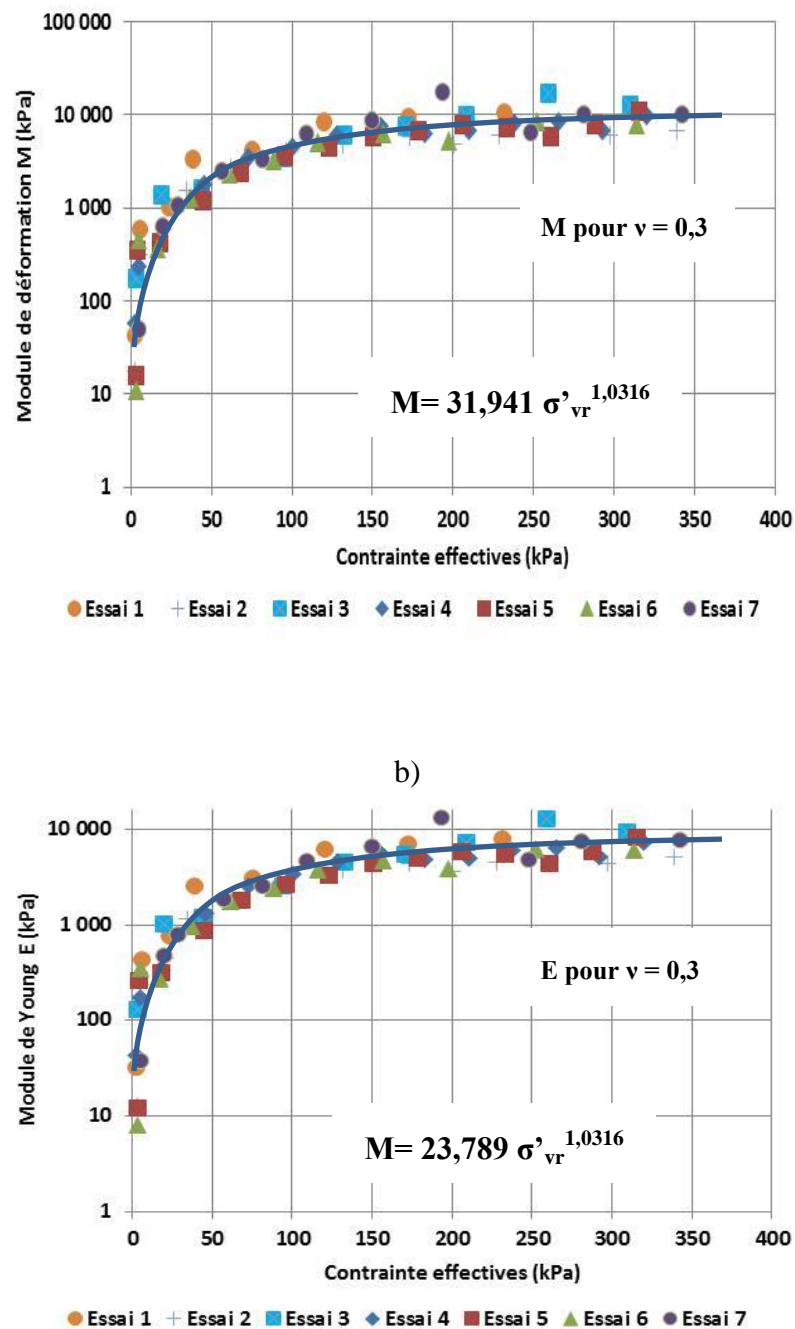 100 000
10 000
1 000
100
10
1
Module de déformation M (kPa)
M pour ν = 0,3
M= 31,941 σ’vr^1,0316
0 50 100 150 200 250 300 350 400
Contrainte effectives (kPa)
Essai 1 Essai 2 Essai 3 Essai 4 Essai 5 Essai 6 Essai 7
b)
10 000
1 000
100
10
1
Module de Young E (kPa)
E pour ν = 0,3
M= 23,789 σ’vr^1,0316
0 50 100 150 200 250 300 350 400
Contrainte effectives (kPa)
Essai 1 Essai 2 Essai 3 Essai 4 Essai 5 Essai 6 Essai 7